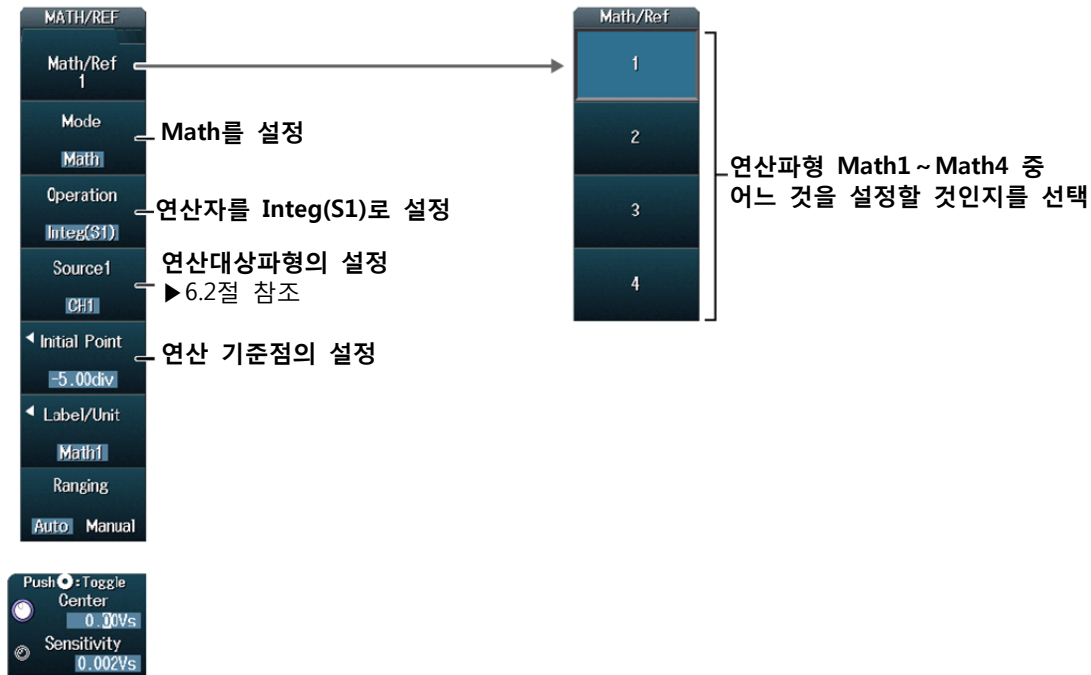 MATH/REF
Math/Ref
1
Mode
Math
Math를 설정
Operation
Integ(S1)
연산자를 Integ(S1)로 설정
Source1
CH1
연산대상파형의 설정
▶6.2절 참조
Initial Point
-5.00div
연산 기준점의 설정
Label/Unit
Math1
Ranging
Auto Manual
Push :Toggle
Center
0.00Vs
Sensitivity
0.002Vs
Math/Ref
1
2
3
4
연산파형 Math1~Math4 중
어느 것을 설정할 것인지를 선택